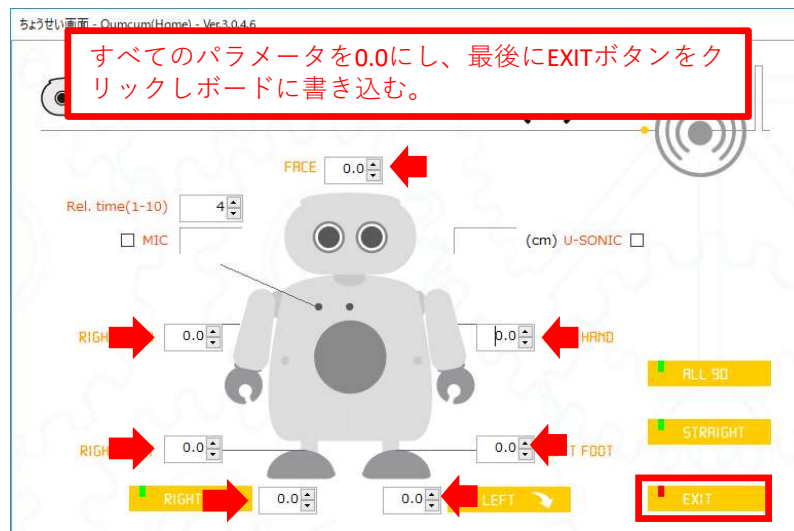 ちょうせい画面 - Qumcum(Home) - Ver.3.0.4.6
すべてのパラメータを0.0にし、最後にEXITボタンをク
リックしボードに書き込む。
FACE 0.0
Rel. time(1-10) 4
MIC
(cm) U-SONIC
0.0
0.0 HAND
ALL 90
0.0
0.0 FOOT
STRAIGHT
RIGHT 0.0
0.0 LEFT
EXIT